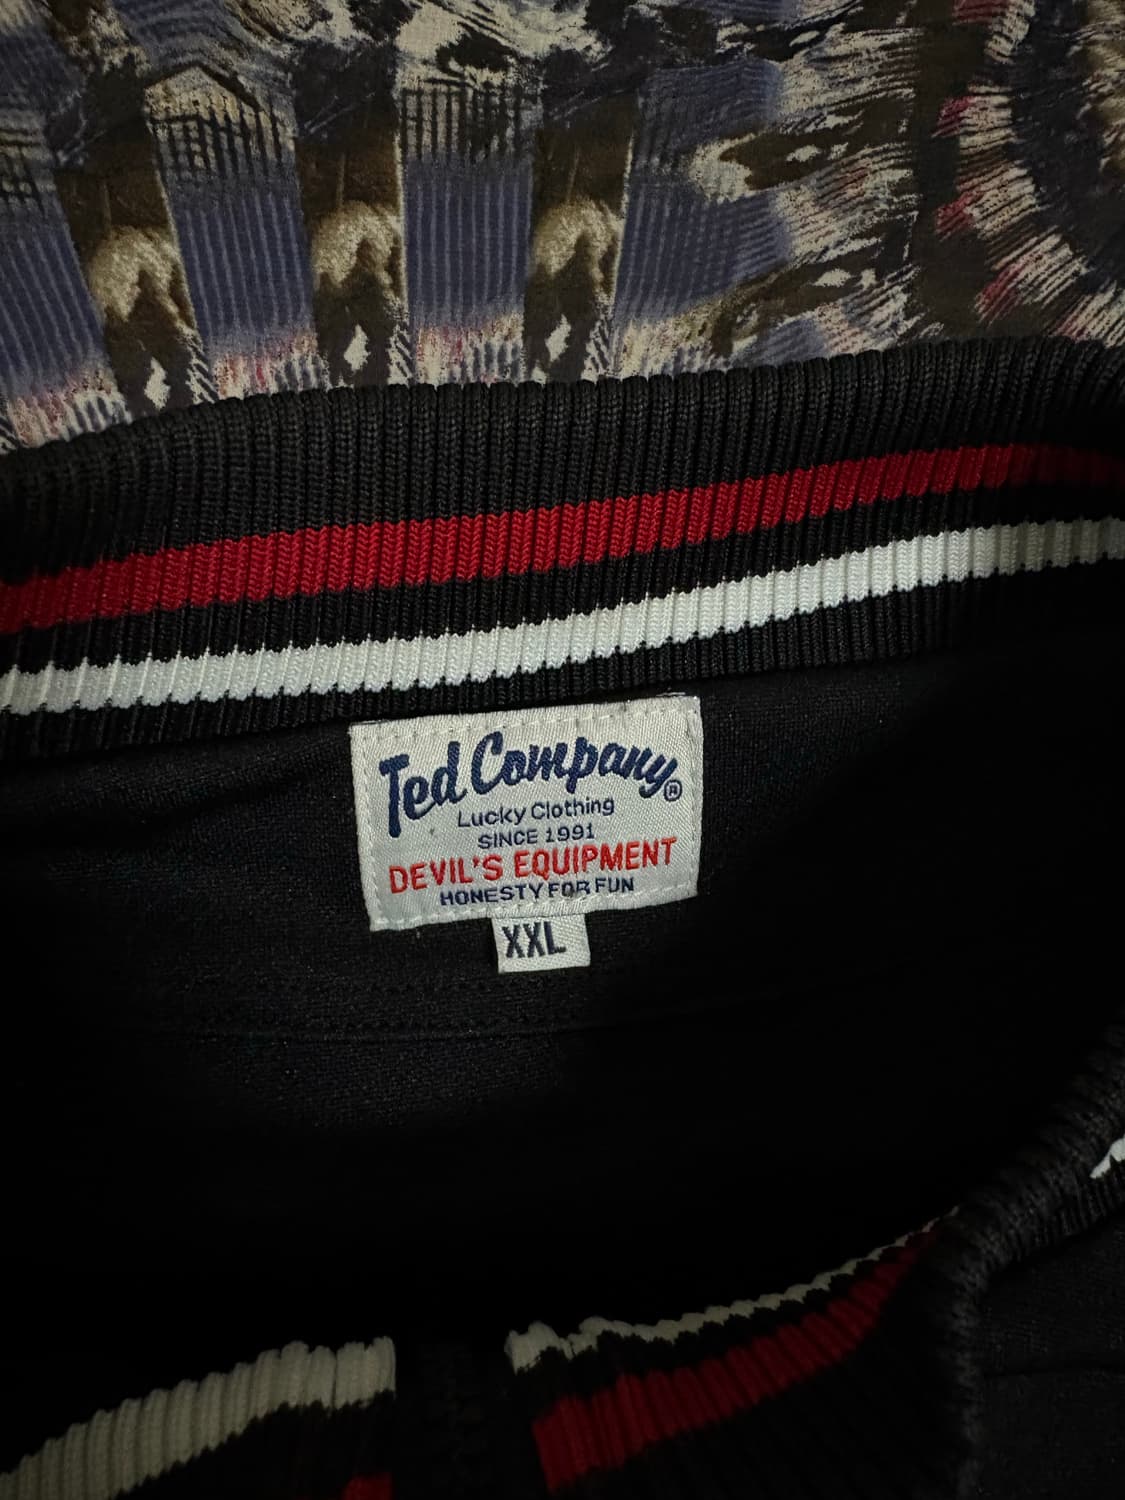 Ted Company®
Lucky Clothing
SINCE 1991
DEVIL'S EQUIPMENT
HONESTY FOR FUN
XXL